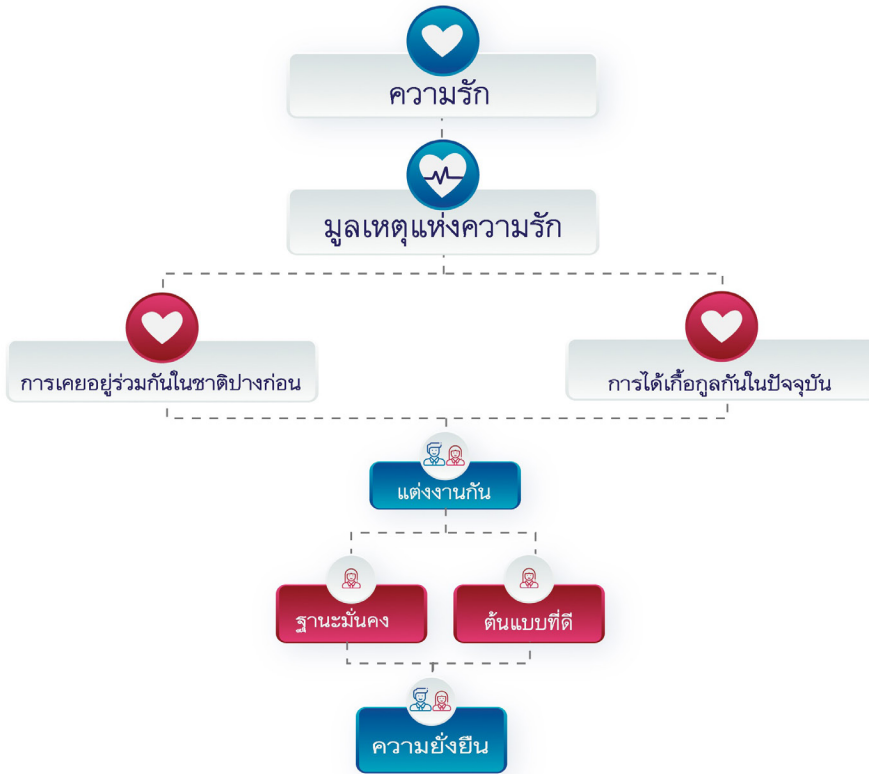 ความรัก
มูลเหตุแห่งความรัก
การเคยอยู่ร่วมกันในชาติปางก่อน
การได้เกื้อกูลกันในปัจจุบัน
แต่งงานกัน
ฐานะมั่นคง
ต้นแบบที่ดี
ความยั่งยืน